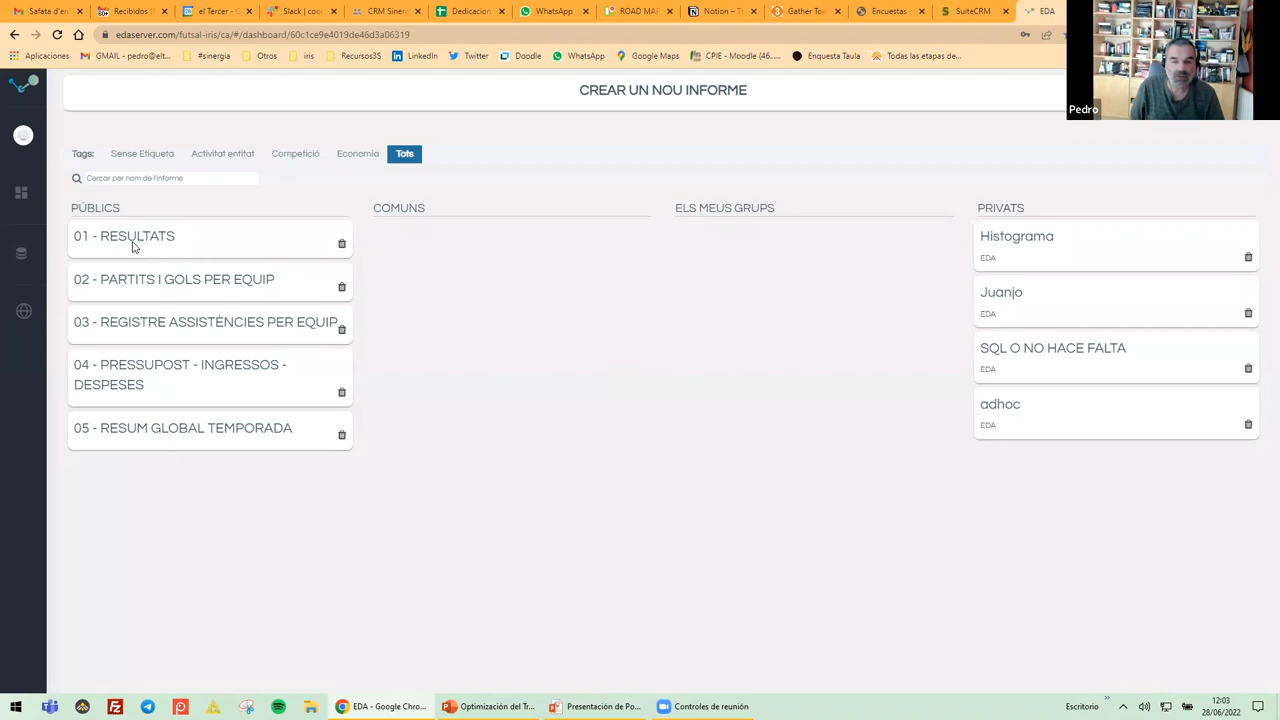 Safata d'en
Recibidos (
el Tercer - C
Slack | coo
CRM Sinerg
Dedicacion
WhatsApp
ROAD MAP
Notion – T
Gather Tow
Encuestas
SuiteCRM
EDA
edaserver.com/futsal-iris/ca/#/dashboard/60c1ce9e4019de46d3a06319
Aplicaciones
GMAIL - pedro@elt...
#sinergia
Otros
iris
Recursos3S
LinkedIn
Twitter
Doodle
WhatsApp
Google Maps
CPIE - Moodle (46....
Enquesta Taula
Todas las etapas de...
Pedro
CREAR UN NOU INFORME
Tags:
Sense Etiqueta
Activitat entitat
Competició
Economia
Tots
Cercar per nom de l'informe
PÚBLICS
01 - RESULTATS
02 - PARTITS I GOLS PER EQUIP
03 - REGISTRE ASSISTÈNCIES PER EQUIP
04 - PRESSUPOST - INGRESSOS -
DESPESES
05 - RESUM GLOBAL TEMPORADA
COMUNS
ELS MEUS GRUPS
PRIVATS
Histograma
EDA
Juanjo
EDA
SQL O NO HACE FALTA
EDA
adhoc
EDA
EDA - Google Chro...
Optimización del Tr...
Presentación de Po...
Controles de reunión
Escritorio
12:03
28/06/2022